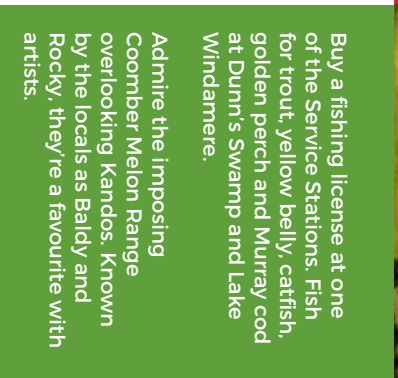 Buy a fishing license at one
of the Service Stations. Fish
for trout, yellow belly, catfish,
golden perch and Murray cod
at Dunn's Swamp and Lake
Windamere.
Admire the imposing
Coomber Melon Range
overlooking Kandos. Known
by the locals as Baldy and
Rocky, they're a favourite with
artists.